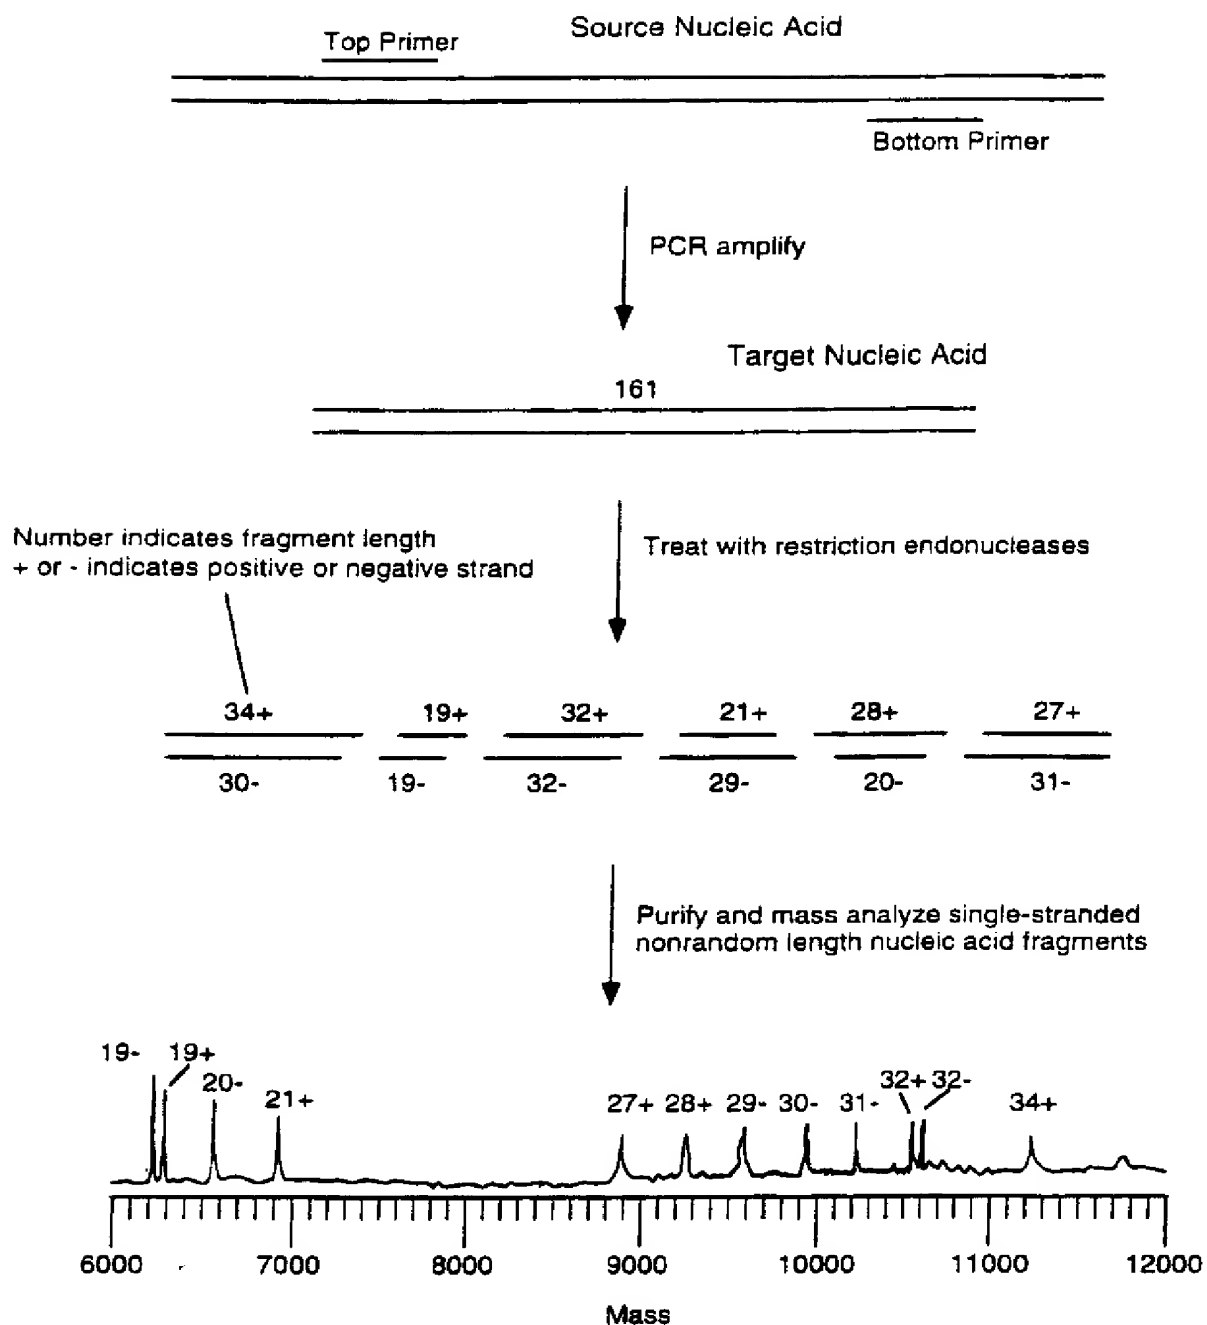 Source Nucleic Acid
Top Primer
Bottom Primer
PCR amplify
Target Nucleic Acid
161
Number indicates fragment length
+ or - indicates positive or negative strand
Treat with restriction endonucleases
34+ 19+ 32+ 21+ 28+ 27+
30- 19- 32- 29- 20- 31-
Purify and mass analyze single-stranded
nonrandom length nucleic acid fragments
19- 19+ 20- 21+ 27+ 28+ 29- 30- 31- 32+ 32- 34+
6000 7000 8000 9000 10000 11000 12000
Mass